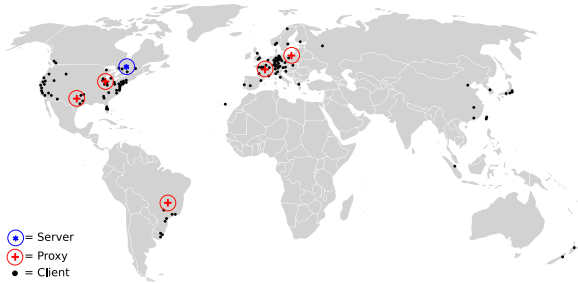 = Server
= Proxy
= Client